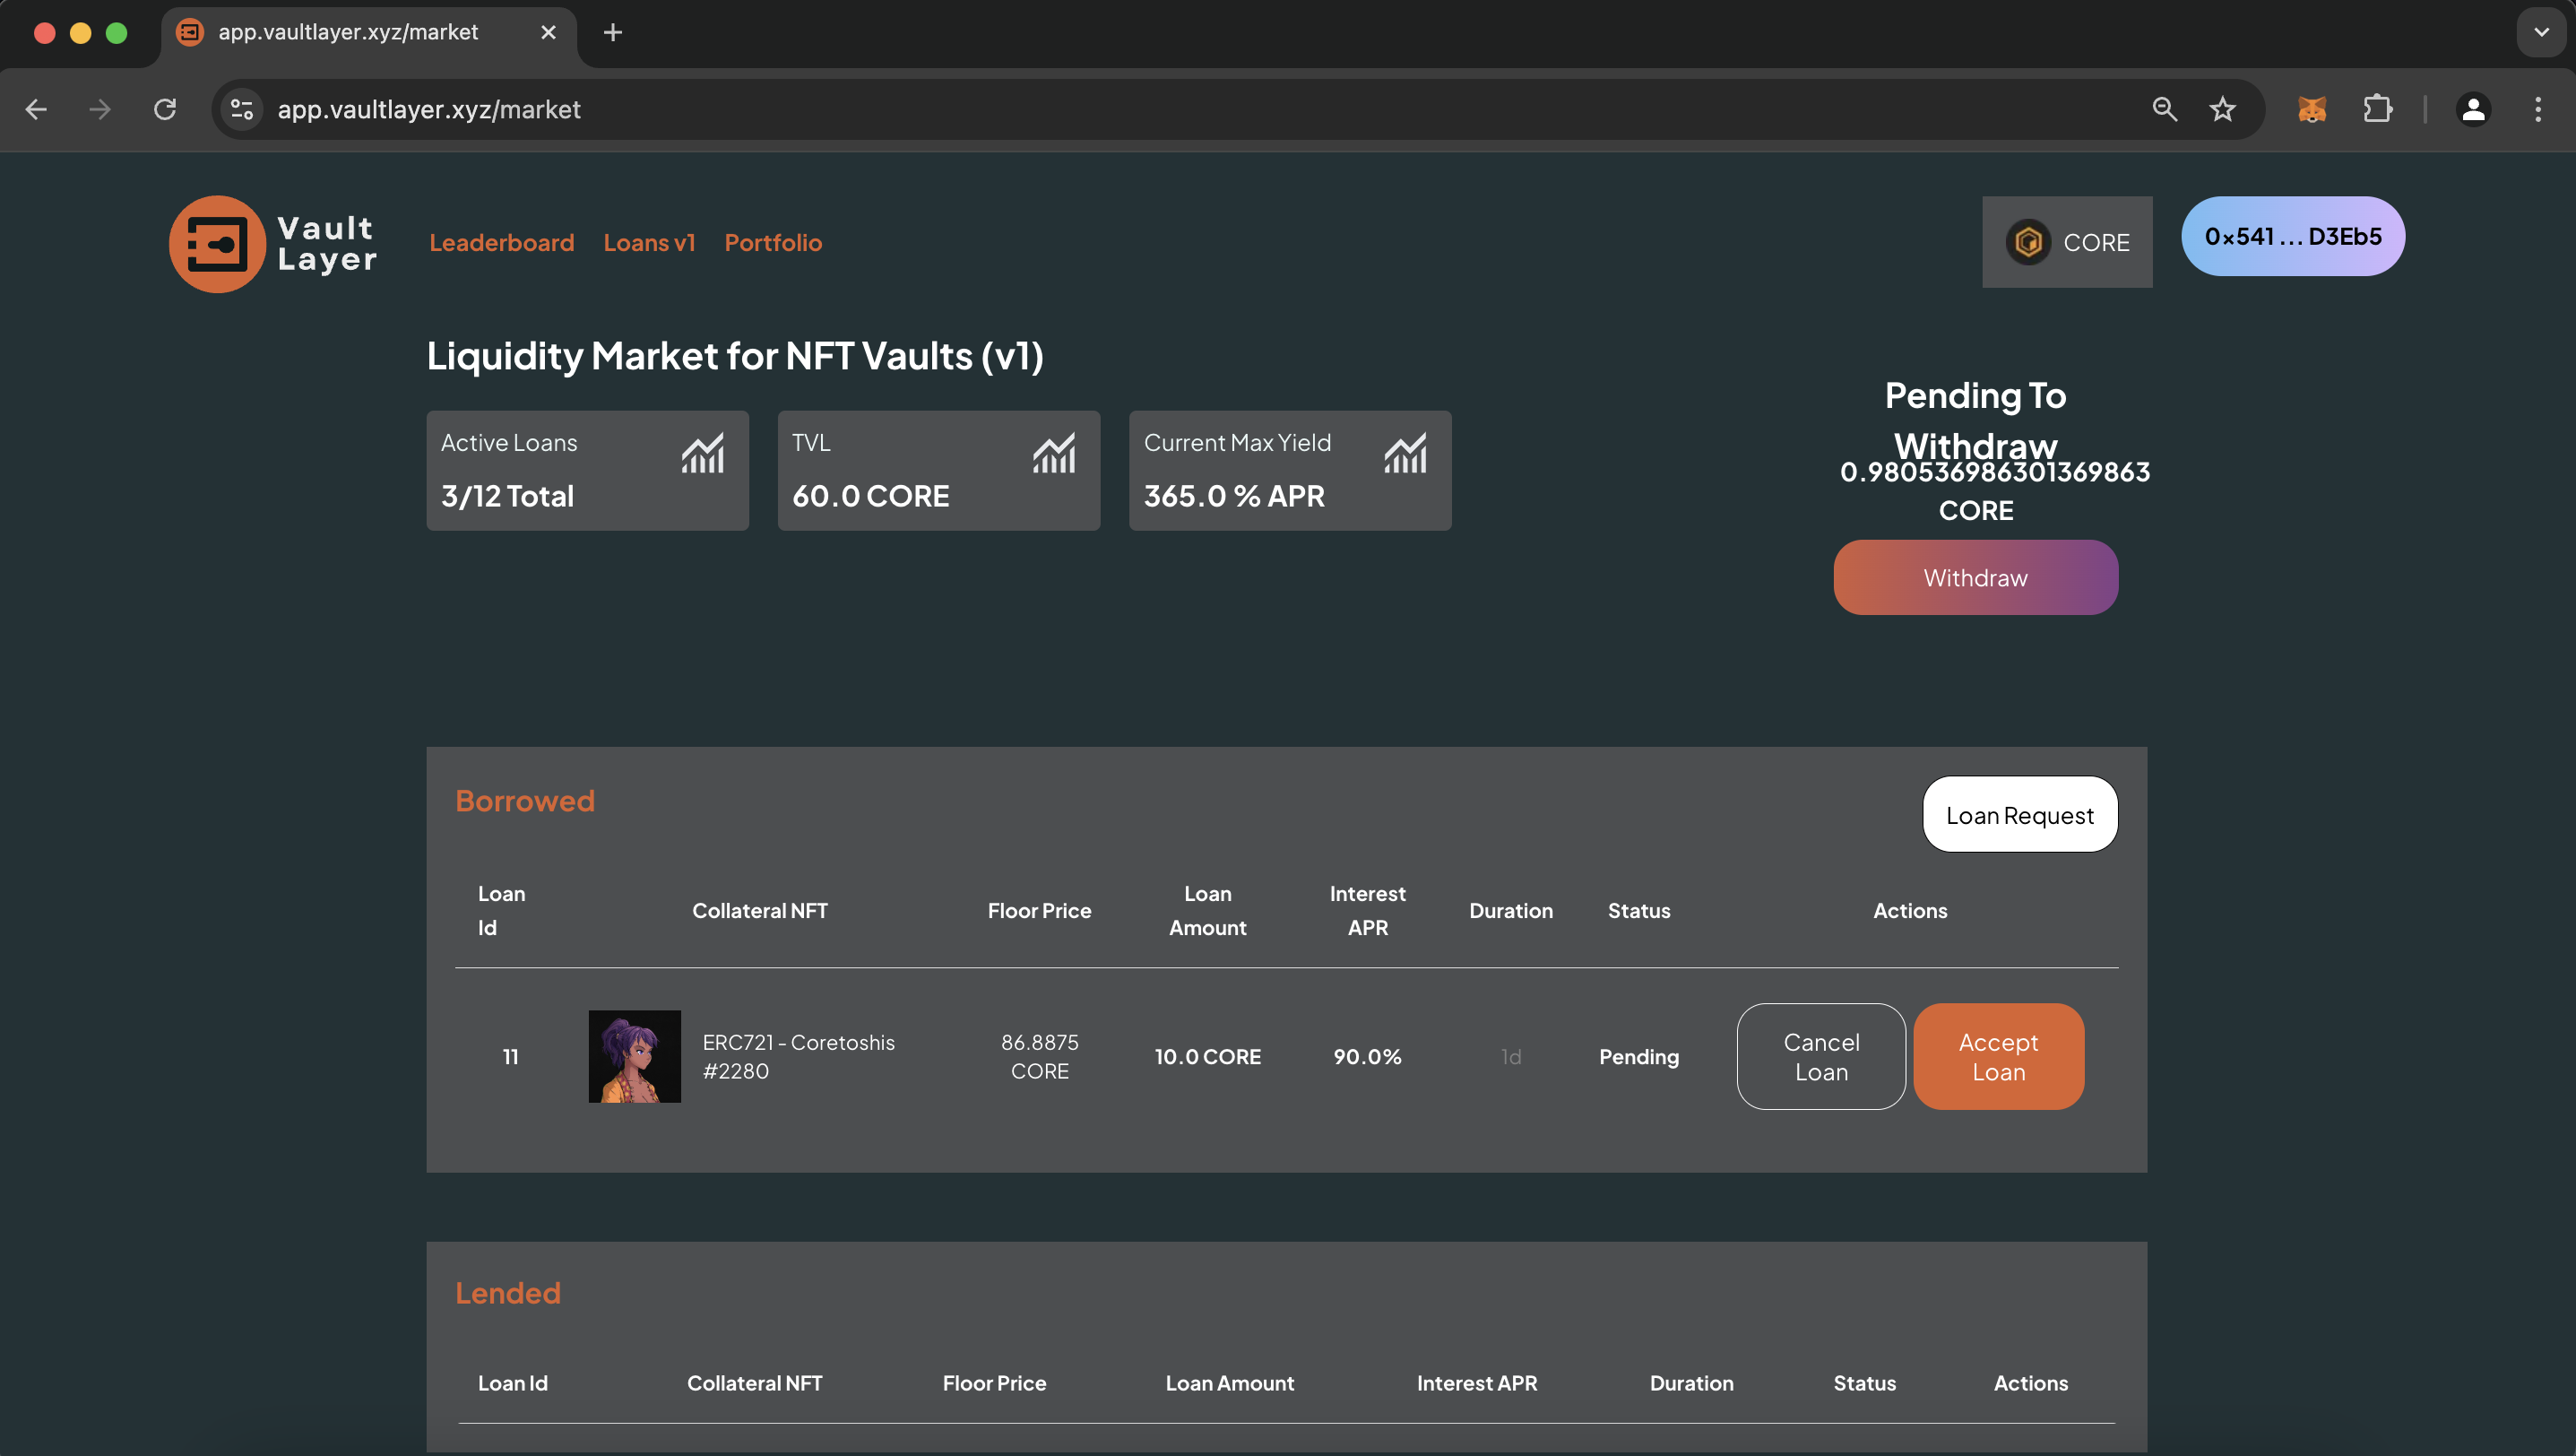 app.vaultlayer.xyz/market
app.vaultlayer.xyz/market
Vault
Layer
Leaderboard Loans v1 Portfolio
CORE
0x541 ... D3Eb5
Liquidity Market for NFT Vaults (v1)
Active Loans
3/12 Total
TVL
60.0 CORE
Current Max Yield
365.0 % APR
Pending To
Withdraw
0.980536986301369863
CORE
Withdraw
Borrowed
Loan Request
Loan
Id
Collateral NFT
Floor Price
Loan
Amount
Interest
APR
Duration
Status
Actions
11
ERC721 - Coretoshis
#2280
86.8875
CORE
10.0 CORE
90.0%
1d
Pending
Cancel
Loan
Accept
Loan
Lended
Loan Id Collateral NFT Floor Price Loan Amount Interest APR Duration Status Actions